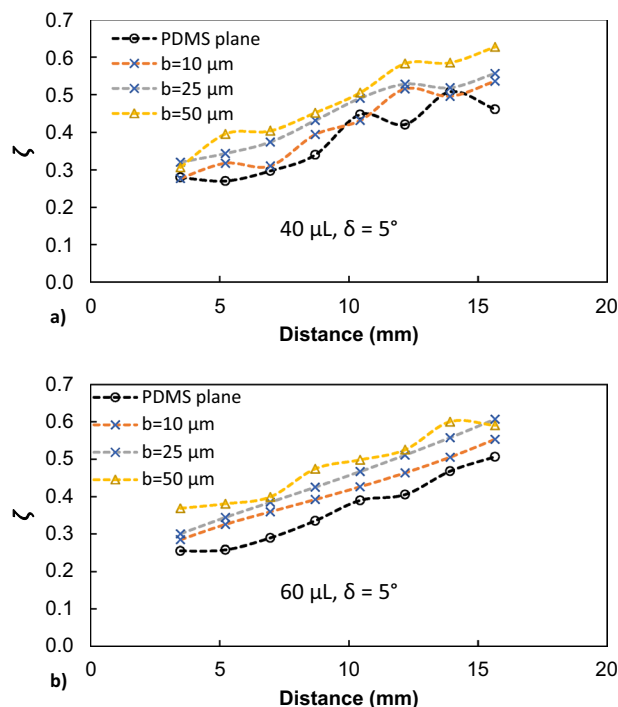 0.7
0.6
0.5
0.4
0.3
0.2
0.1
0.0
ζ
PDMS plane
b=10 μm
b=25 μm
b=50 μm
40 μL, δ = 5°
0 5 10 15 20
a) Distance (mm)
0.7
0.6
0.5
0.4
0.3
0.2
0.1
0.0
ζ
PDMS plane
b=10 μm
b=25 μm
b=50 μm
60 μL, δ = 5°
0 5 10 15 20
b) Distance (mm)